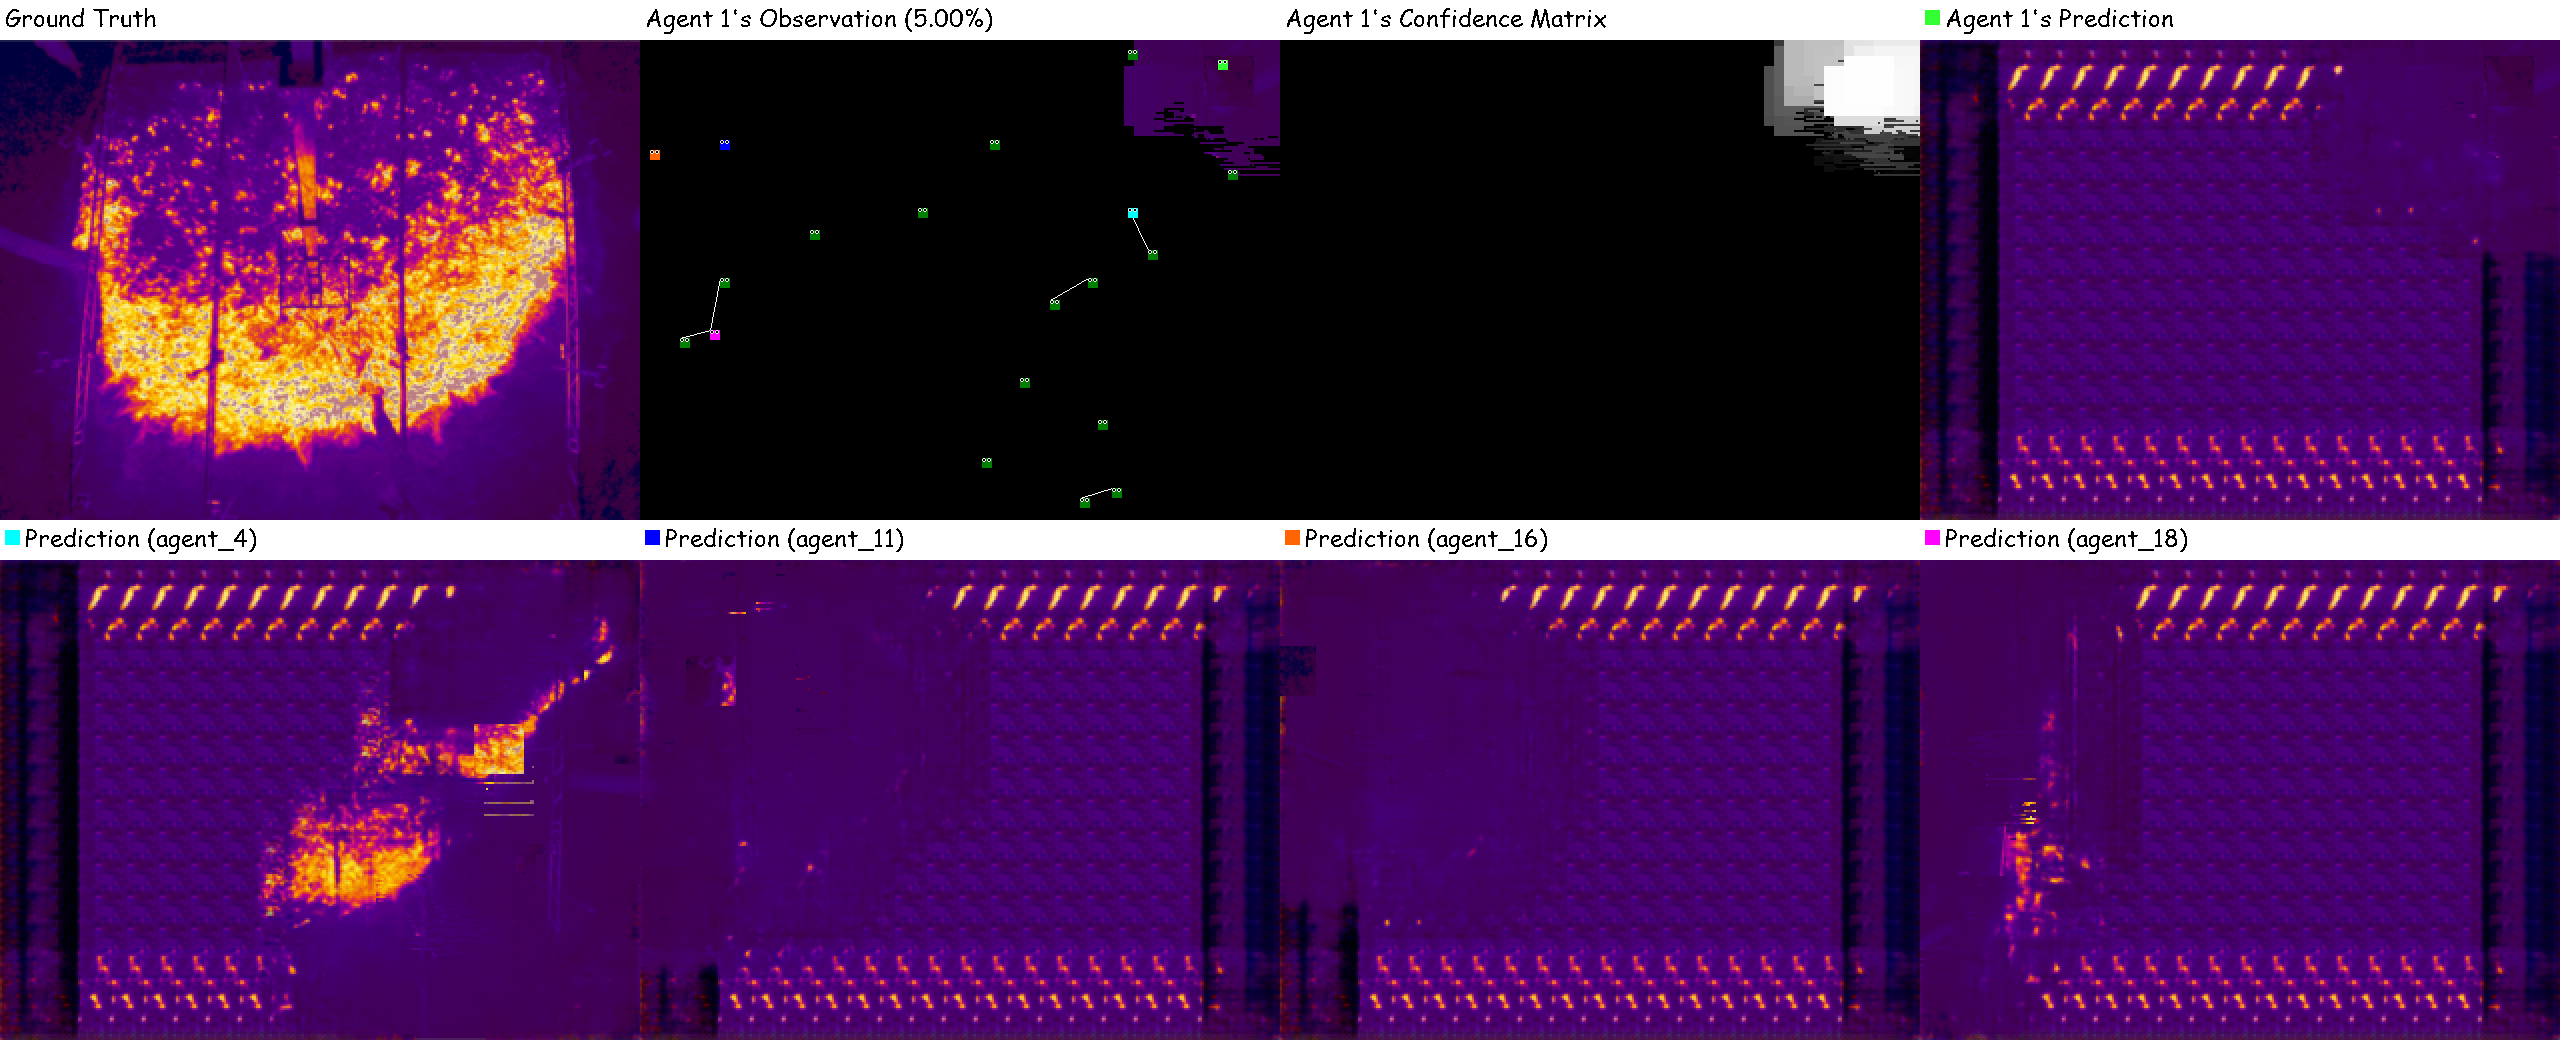 Ground Truth
Agent 1's Observation (5.00%)
Agent 1's Confidence Matrix
Agent 1's Prediction
Prediction (agent_4)
Prediction (agent_11)
Prediction (agent_16)
Prediction (agent_18)